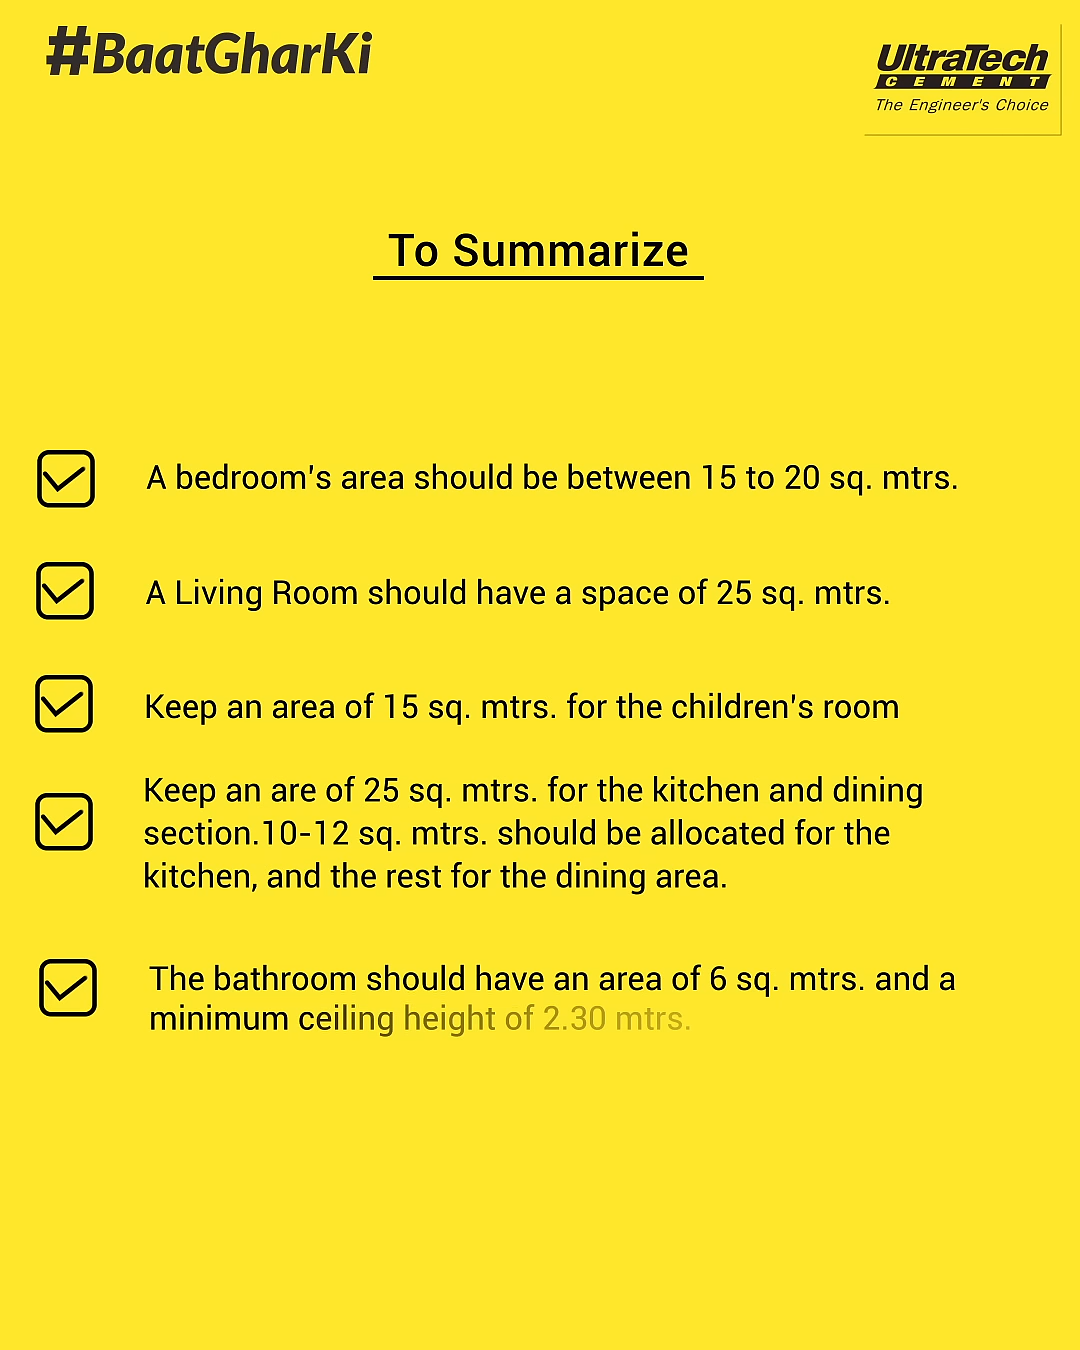 #BaatGharKi
UltraTech
CEMENT
The Engineer's Choice
To Summarize
A bedroom's area should be between 15 to 20 sq. mtrs.
A Living Room should have a space of 25 sq. mtrs.
Keep an area of 15 sq. mtrs. for the children's room
Keep an are of 25 sq. mtrs. for the kitchen and dining
section.10-12 sq. mtrs. should be allocated for the
kitchen, and the rest for the dining area.
The bathroom should have an area of 6 sq. mtrs. and a
minimum ceiling height of 2.30 mtrs.